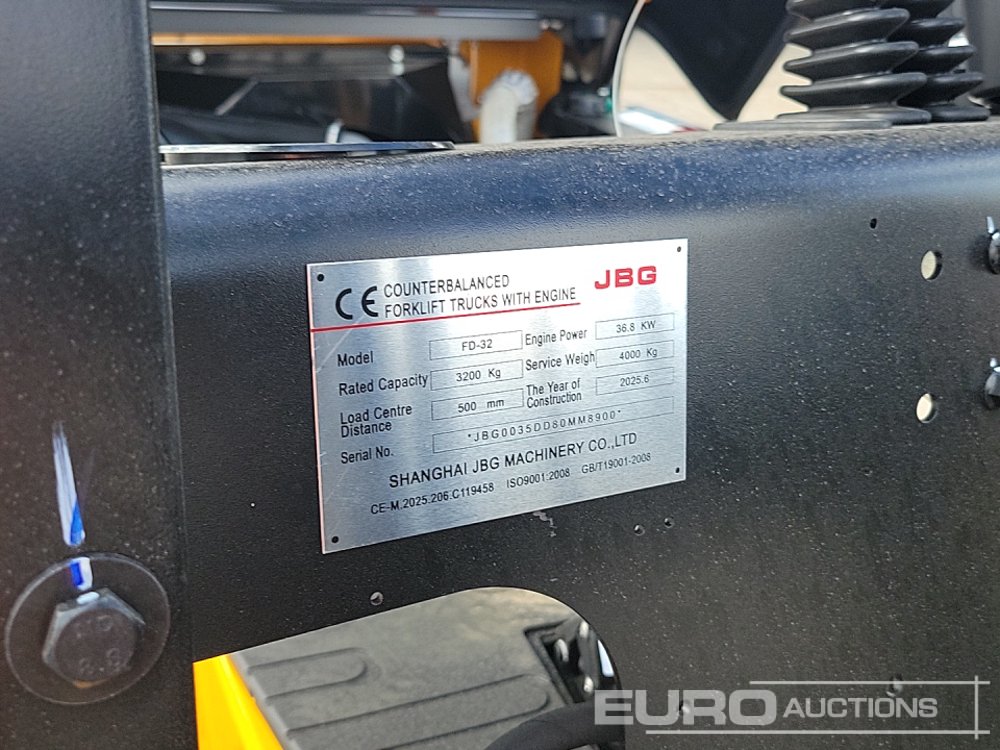 CE COUNTERBALANCED
FORKLIFT TRUCKS WITH ENGINE
JBG
Model FD-32 Engine Power 36.8 KW
Rated Capacity 3200 Kg Service Weigh 4000 Kg
Load Centre Distance 500 mm The Year of Construction 2025.6
Serial No. *JBG0035DD80MM8900*
SHANGHAI JBG MACHINERY CO.,LTD
CE-M.2025.206.C119458 ISO9001:2008 GB/T19001-2008
8.8
EURO AUCTIONS